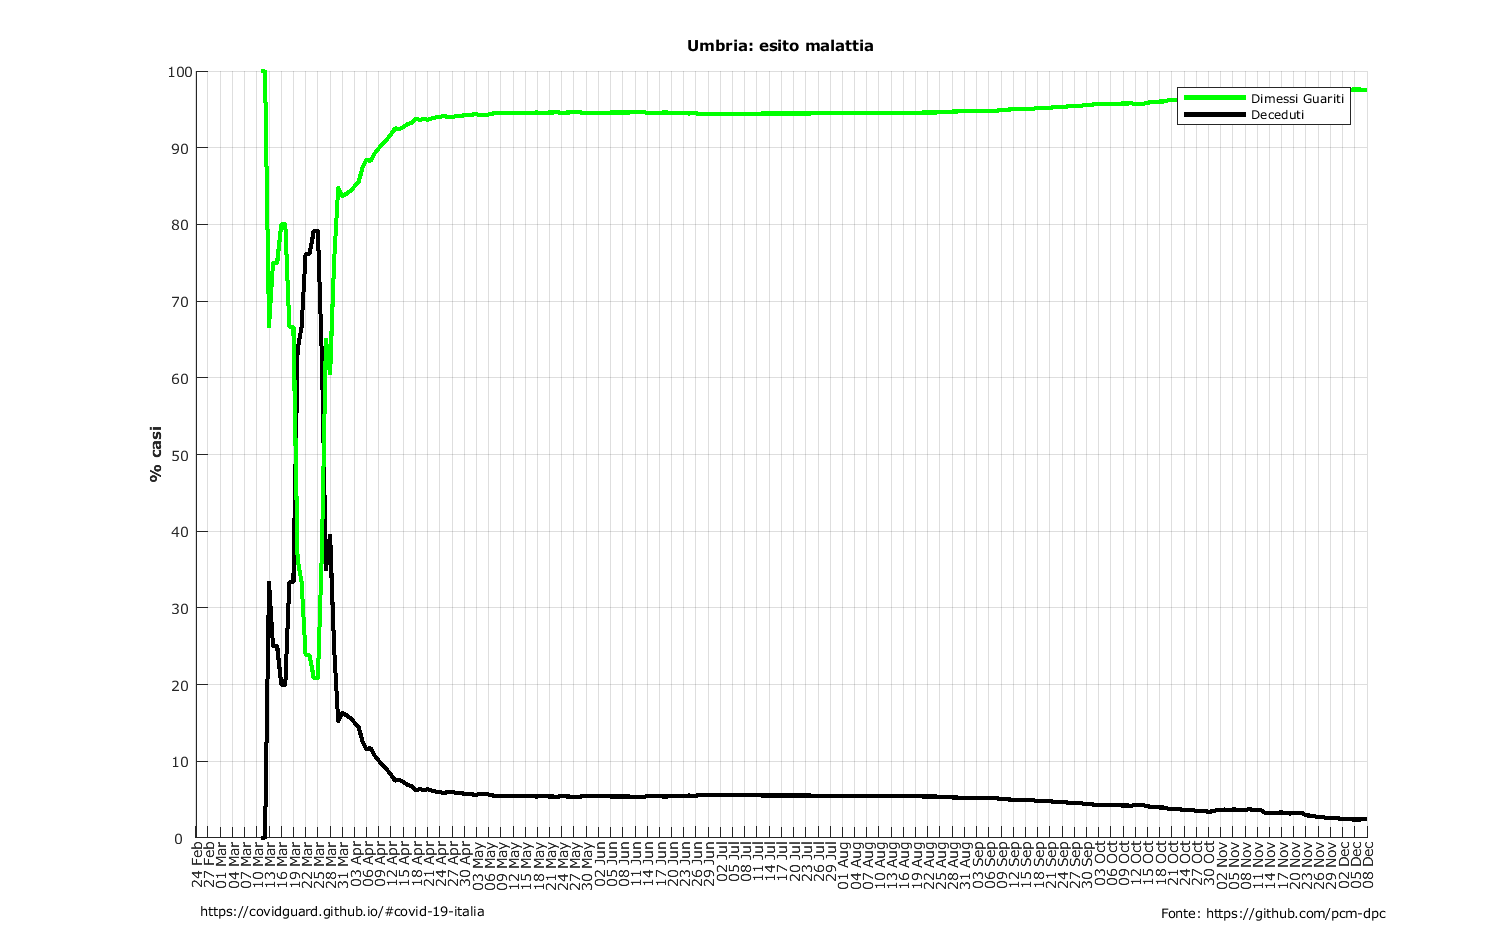 Umbria: esito malattia
100
90
80
70
60
50
40
30
20
10
0
% casi
Dimessi Guariti
Deceduti
24 Feb
27 Feb
01 Mar
04 Mar
07 Mar
10 Mar
13 Mar
16 Mar
19 Mar
22 Mar
25 Mar
28 Mar
31 Mar
03 Apr
06 Apr
09 Apr
12 Apr
15 Apr
18 Apr
21 Apr
24 Apr
27 Apr
30 Apr
03 May
06 May
09 May
12 May
15 May
18 May
21 May
24 May
27 May
30 May
02 Jun
05 Jun
08 Jun
11 Jun
14 Jun
17 Jun
20 Jun
23 Jun
26 Jun
29 Jun
02 Jul
05 Jul
08 Jul
11 Jul
14 Jul
17 Jul
20 Jul
23 Jul
26 Jul
29 Jul
01 Aug
04 Aug
07 Aug
10 Aug
13 Aug
16 Aug
19 Aug
22 Aug
25 Aug
28 Aug
31 Aug
03 Sep
06 Sep
09 Sep
12 Sep
15 Sep
18 Sep
21 Sep
24 Sep
27 Sep
30 Sep
03 Oct
06 Oct
09 Oct
12 Oct
15 Oct
18 Oct
21 Oct
24 Oct
27 Oct
30 Oct
02 Nov
05 Nov
08 Nov
11 Nov
14 Nov
17 Nov
20 Nov
23 Nov
26 Nov
29 Nov
02 Dec
05 Dec
08 Dec
https://covidguard.github.io/#covid-19-italia
Fonte: https://github.com/pcm-dpc